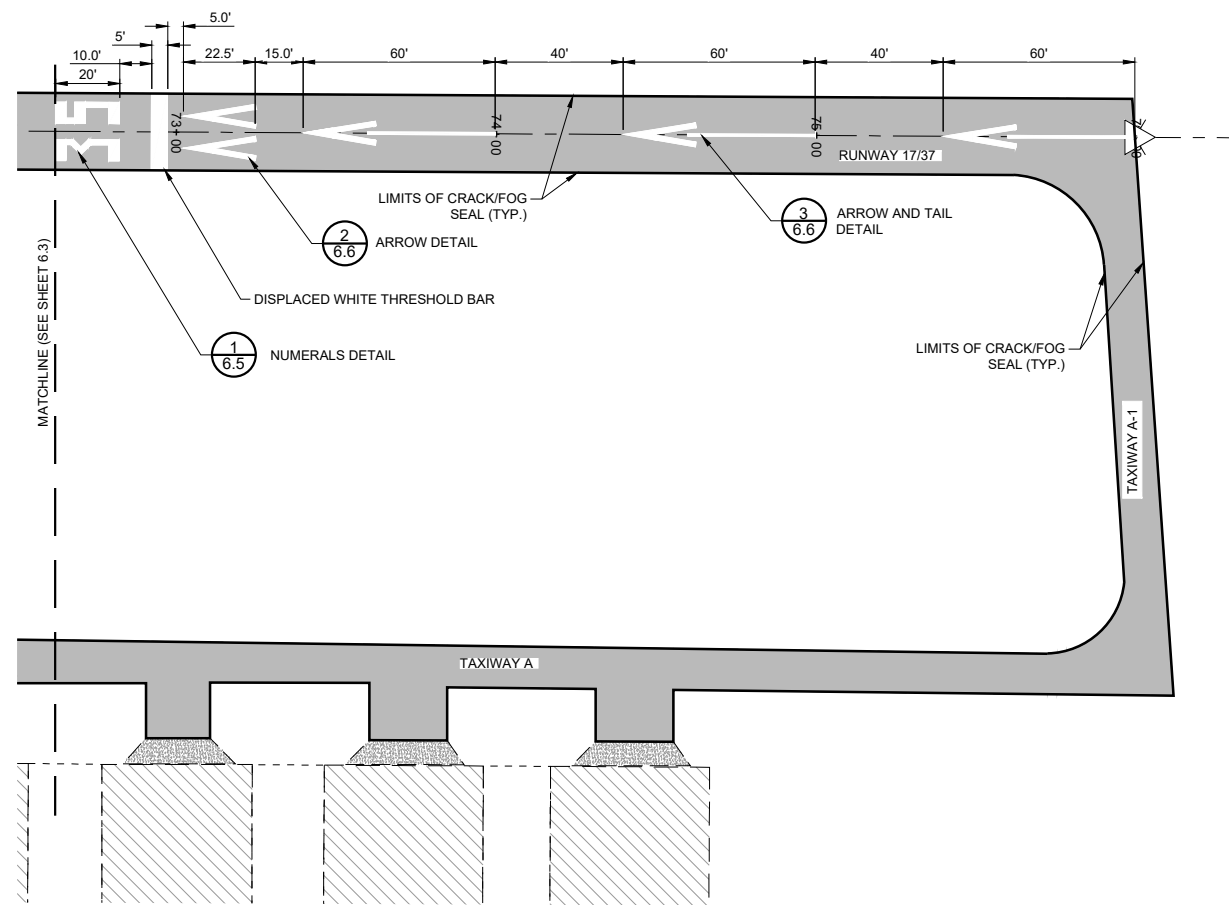 5.0'
5'
10.0'
20'
22.5'
15.0'
60'
40'
60'
40'
60'
35
73+00
74+00
75+00
RUNWAY 17/37
LIMITS OF CRACK/FOG
SEAL (TYP.)
3
6.6
ARROW AND TAIL
DETAIL
2
6.6
ARROW DETAIL
DISPLACED WHITE THRESHOLD BAR
1
6.5
NUMERALS DETAIL
MATCHLINE (SEE SHEET 6.3)
LIMITS OF CRACK/FOG
SEAL (TYP.)
TAXIWAY A-1
TAXIWAY A